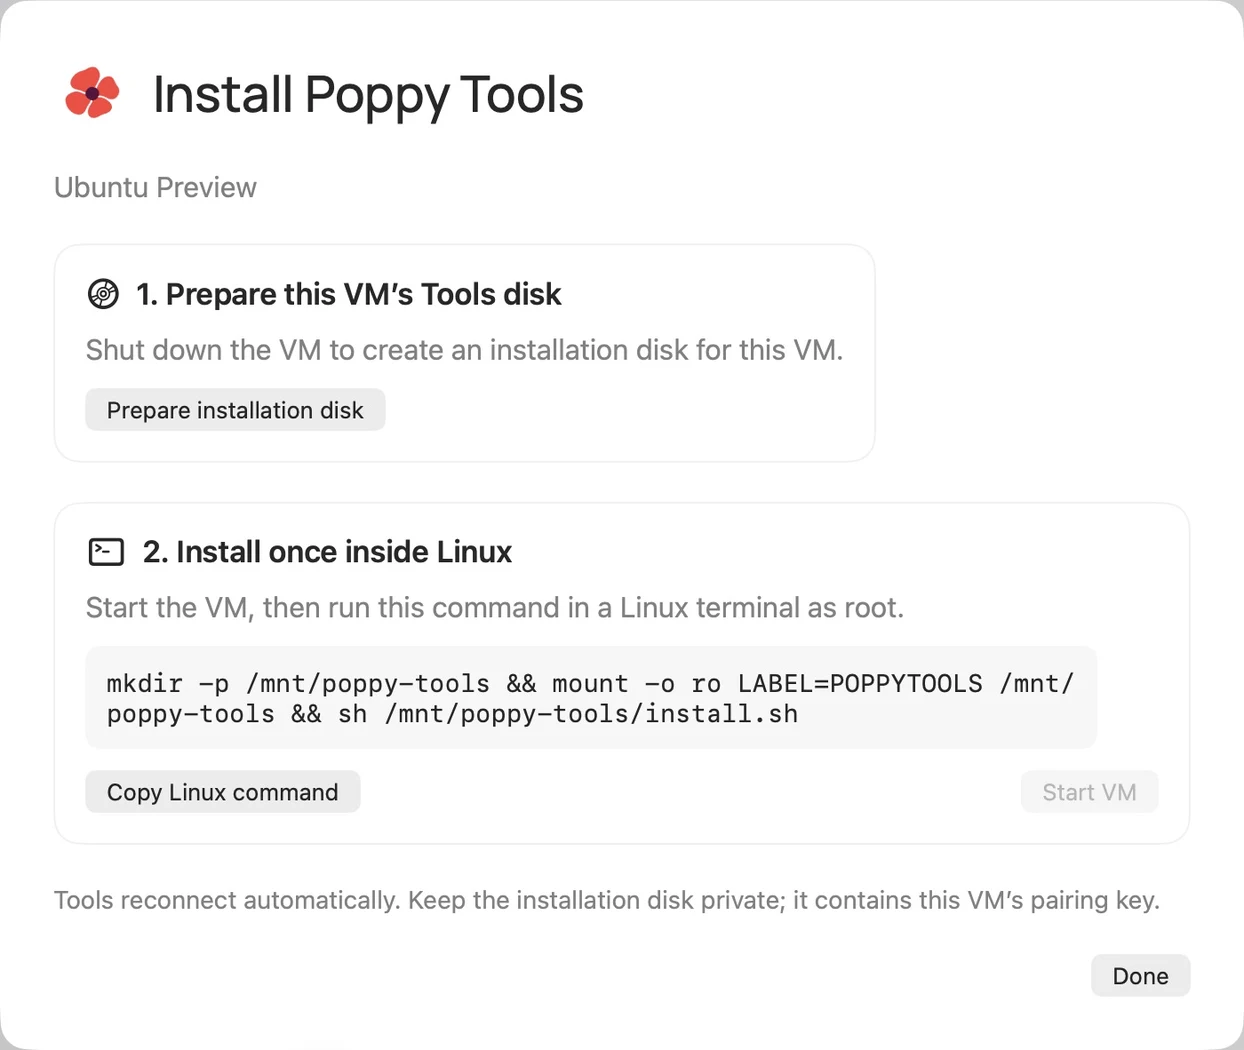 Install Poppy Tools
Ubuntu Preview
1. Prepare this VM’s Tools disk
Shut down the VM to create an installation disk for this VM.
Prepare installation disk
2. Install once inside Linux
Start the VM, then run this command in a Linux terminal as root.
mkdir -p /mnt/poppy-tools && mount -o ro LABEL=POPPYTOOLS /mnt/
poppy-tools && sh /mnt/poppy-tools/install.sh
Copy Linux command
Start VM
Tools reconnect automatically. Keep the installation disk private; it contains this VM’s pairing key.
Done